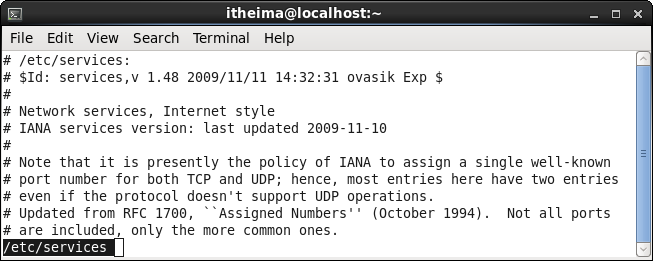 itheima@localhost:~
File Edit View Search Terminal Help
# /etc/services:
# $Id: services,v 1.48 2009/11/11 14:32:31 ovasik Exp $
#
# Network services, Internet style
# IANA services version: last updated 2009-11-10
#
# Note that it is presently the policy of IANA to assign a single well-known
# port number for both TCP and UDP; hence, most entries here have two entries
# even if the protocol doesn't support UDP operations.
# Updated from RFC 1700, ``Assigned Numbers'' (October 1994).  Not all ports
# are included, only the more common ones.
/etc/services